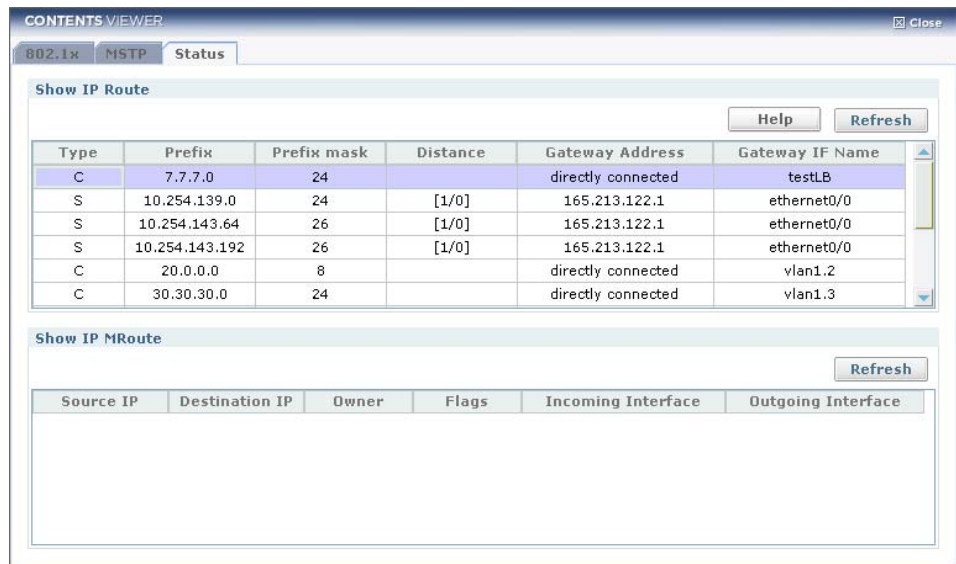 CONTENTS VIEWER Close
802.1x MSTP Status
Show IP Route
Help Refresh
Type Prefix Prefix mask Distance Gateway Address Gateway IF Name
C 7.7.7.0 24 directly connected testLB
S 10.254.139.0 24 [1/0] 165.213.122.1 ethernet0/0
S 10.254.143.64 26 [1/0] 165.213.122.1 ethernet0/0
S 10.254.143.192 26 [1/0] 165.213.122.1 ethernet0/0
C 20.0.0.0 8 directly connected vlan1.2
C 30.30.30.0 24 directly connected vlan1.3
Show IP MRoute
Refresh
Source IP Destination IP Owner Flags Incoming Interface Outgoing Interface